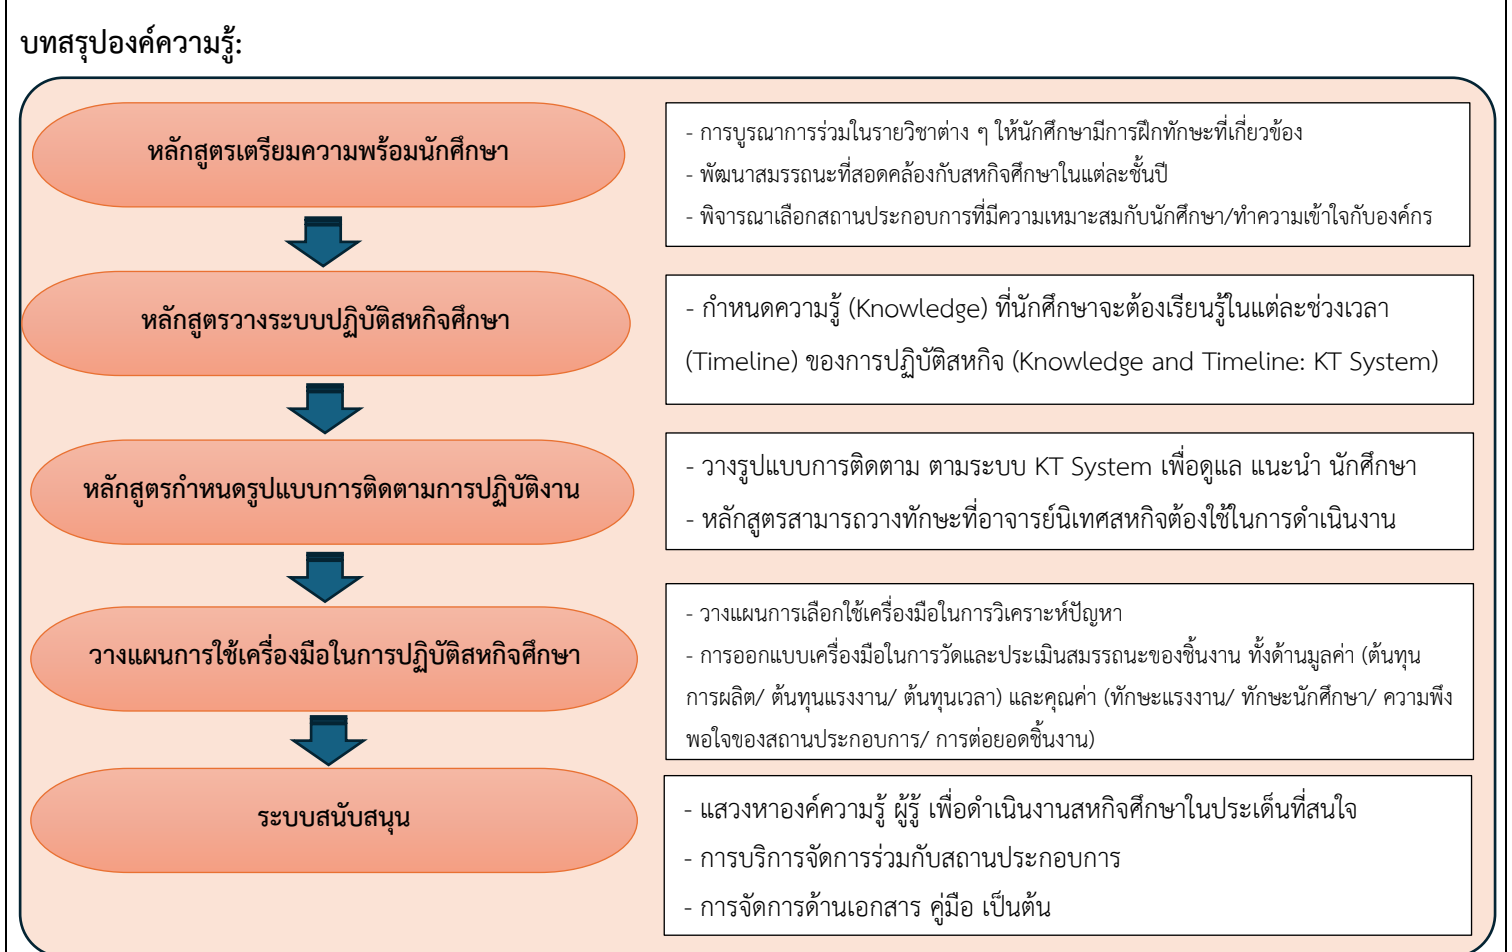 บทสรุปองค์ความรู้:
หลักสูตรเตรียมความพร้อมนักศึกษา
- การบูรณาการร่วมในรายวิชาต่าง ๆ ให้นักศึกษามีการฝึกทักษะที่เกี่ยวข้อง
- พัฒนาสมรรถนะที่สอดคล้องกับสหกิจศึกษาในแต่ละชั้นปี
- พิจารณาเลือกสถานประกอบการที่มีความเหมาะสมกับนักศึกษา/ทำความเข้าใจกับองค์กร
หลักสูตรวางระบบปฏิบัติสหกิจศึกษา
- กำหนดความรู้ (Knowledge) ที่นักศึกษาจะต้องเรียนรู้ในแต่ละช่วงเวลา
(Timeline) ของการปฏิบัติสหกิจ (Knowledge and Timeline: KT System)
หลักสูตรกำหนดรูปแบบการติดตามการปฏิบัติงาน
- วางรูปแบบการติดตาม ตามระบบ KT System เพื่อดูแล แนะนำ นักศึกษา
- หลักสูตรสามารถวางทักษะที่อาจารย์นิเทศสหกิจต้องใช้ในการดำเนินงาน
วางแผนการใช้เครื่องมือในการปฏิบัติสหกิจศึกษา
- วางแผนการเลือกใช้เครื่องมือในการวิเคราะห์ปัญหา
- การออกแบบเครื่องมือในการวัดและประเมินสมรรถนะของชิ้นงาน ทั้งด้านมูลค่า (ต้นทุน
การผลิต/ ต้นทุนแรงงาน/ ต้นทุนเวลา) และคุณค่า (ทักษะแรงงาน/ ทักษะนักศึกษา/ ความพึง
พอใจของสถานประกอบการ/ การต่อยอดชิ้นงาน)
ระบบสนับสนุน
- แสวงหาองค์ความรู้ ผู้รู้ เพื่อดำเนินงานสหกิจศึกษาในประเด็นที่สนใจ
- การบริการจัดการร่วมกับสถานประกอบการ
- การจัดการด้านเอกสาร คู่มือ เป็นต้น